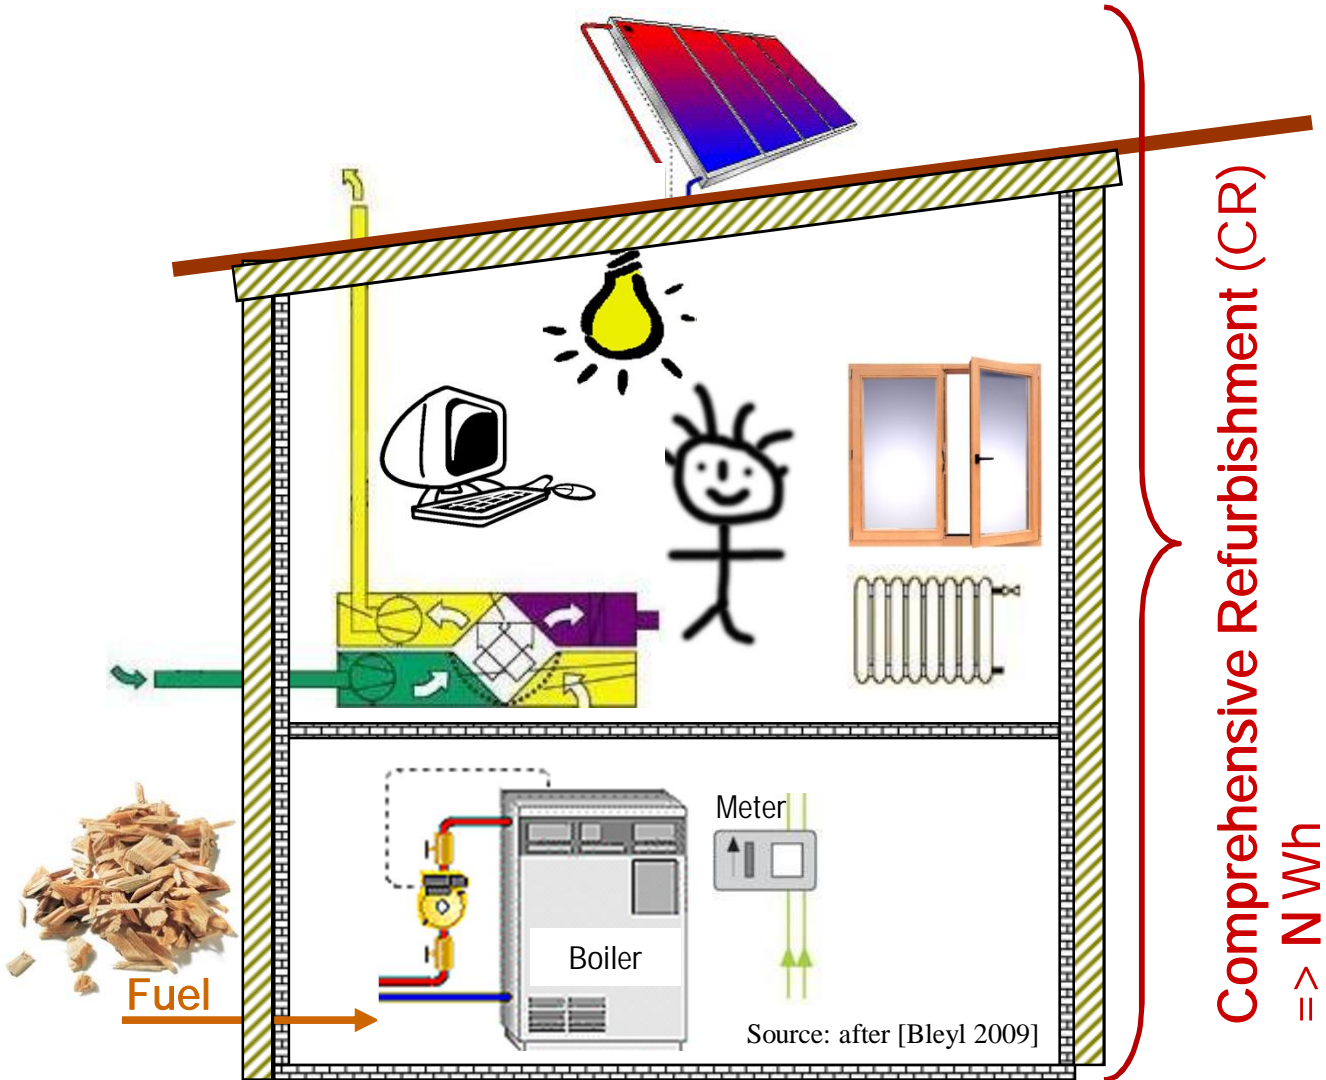 Meter
Boiler
Fuel
Source: after [Bleyl 2009]
Comprehensive Refurbishment (CR)
=> N Wh